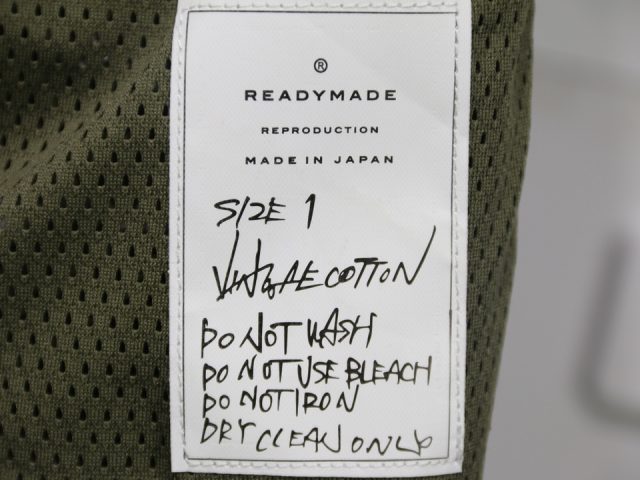 ®
READYMADE
REPRODUCTION
MADE IN JAPAN
SIZE 1
VINTAGE COTTON
DO NOT WASH
DO NOT USE BLEACH
DO NOT IRON
DRY CLEAN ONLY